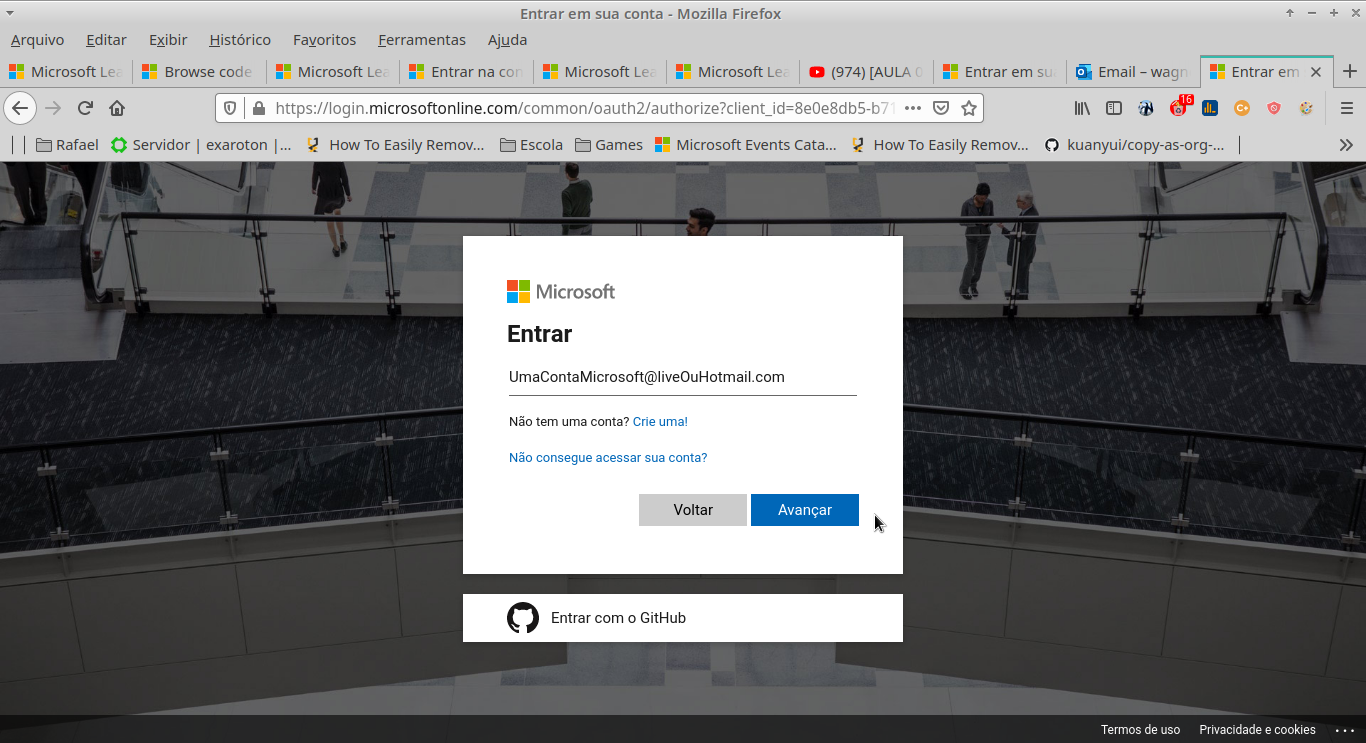 Entrar em sua conta - Mozilla Firefox
Arquivo Editar Exibir Histórico Favoritos Ferramentas Ajuda
Microsoft Lea Browse code Microsoft Lea Entrar na con Microsoft Lea Microsoft Lea (974) [AULA 0 Entrar em sua Email – wagn Entrar em
https://login.microsoftonline.com/common/oauth2/authorize?client_id=8e0e8db5-b71 16
Rafael Servidor | exaroton |... How To Easily Remov... Escola Games Microsoft Events Cata... How To Easily Remov... kuanyui/copy-as-org-...
Microsoft
Entrar
UmaContaMicrosoft@liveOuHotmail.com
Não tem uma conta? Crie uma!
Não consegue acessar sua conta?
Voltar Avançar
Entrar com o GitHub
Termos de uso Privacidade e cookies